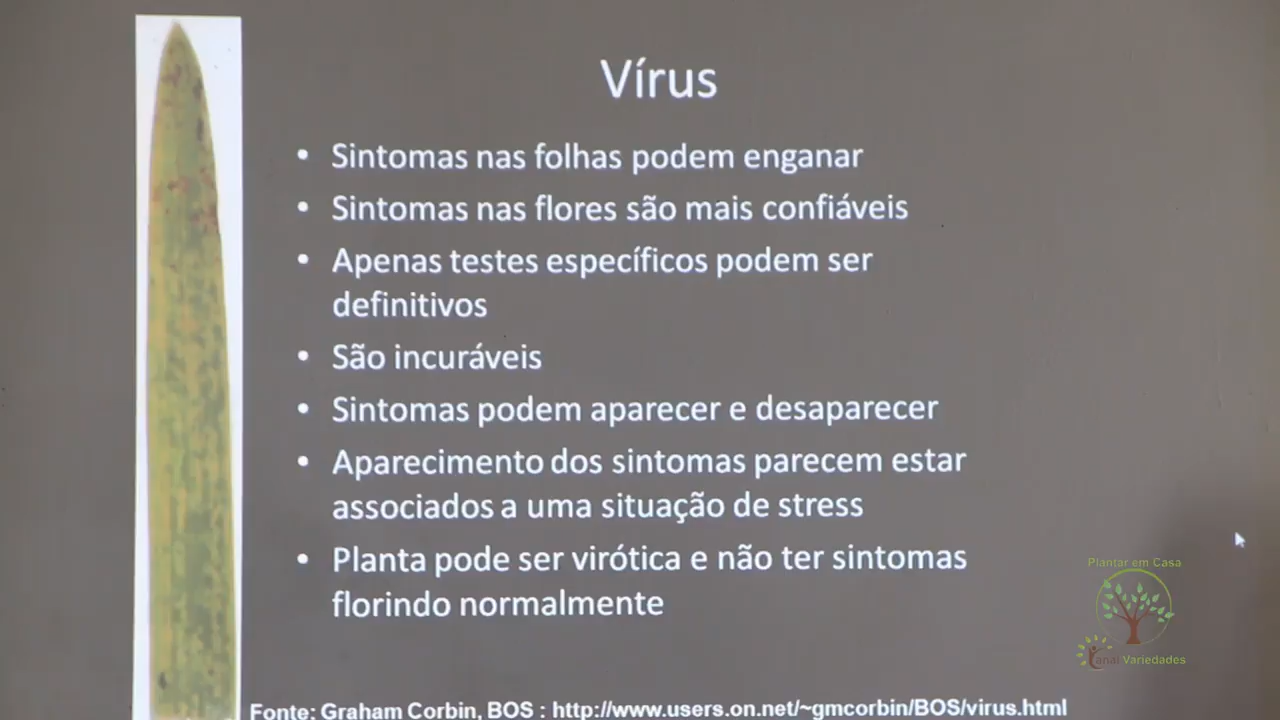 Vírus
• Sintomas nas folhas podem enganar
• Sintomas nas flores são mais confiáveis
• Apenas testes específicos podem ser
definitivos
• São incuráveis
• Sintomas podem aparecer e desaparecer
• Aparecimento dos sintomas parecem estar
associados a uma situação de stress
• Planta pode ser virótica e não ter sintomas
florindo normalmente
Plantar em Casa
Canal Variedades
Fonte: Graham Corbin, BOS : http://www.users.on.net/~gmcorbin/BOS/virus.html